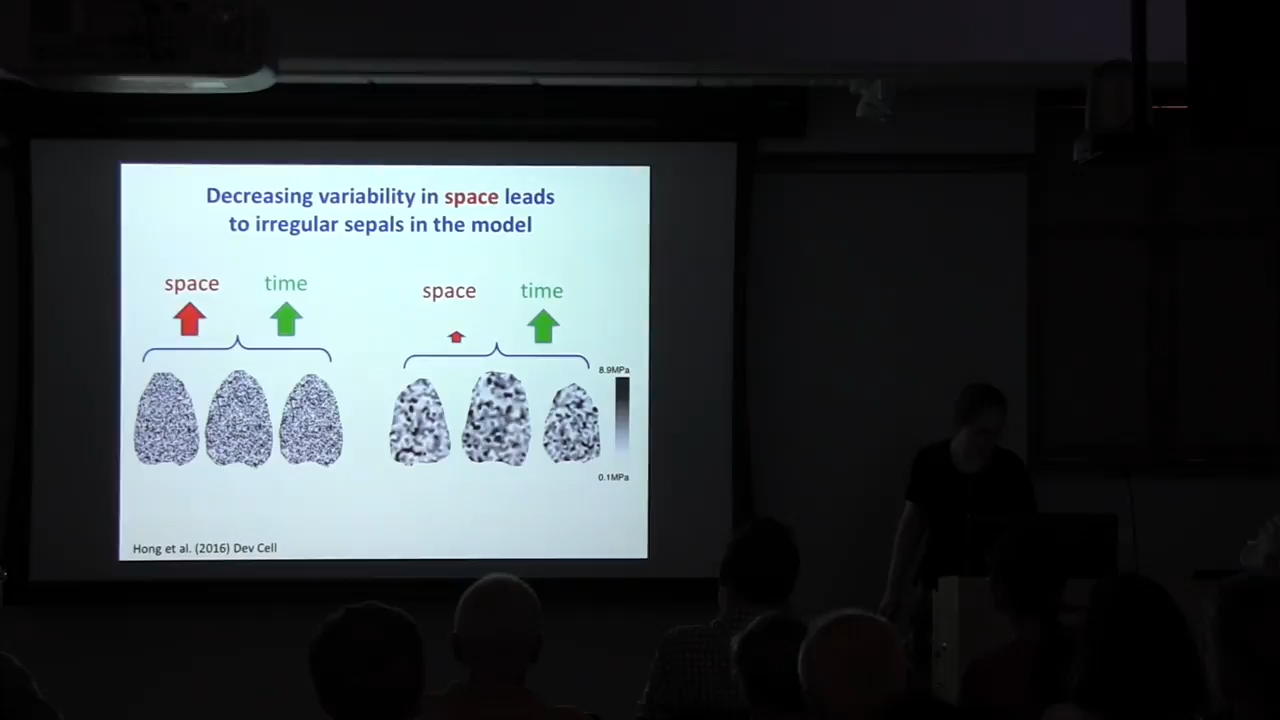 Decreasing variability in space leads
to irregular sepals in the model
space
time
space
time
8.9MPa
0.1MPa
Hong et al. (2016) Dev Cell